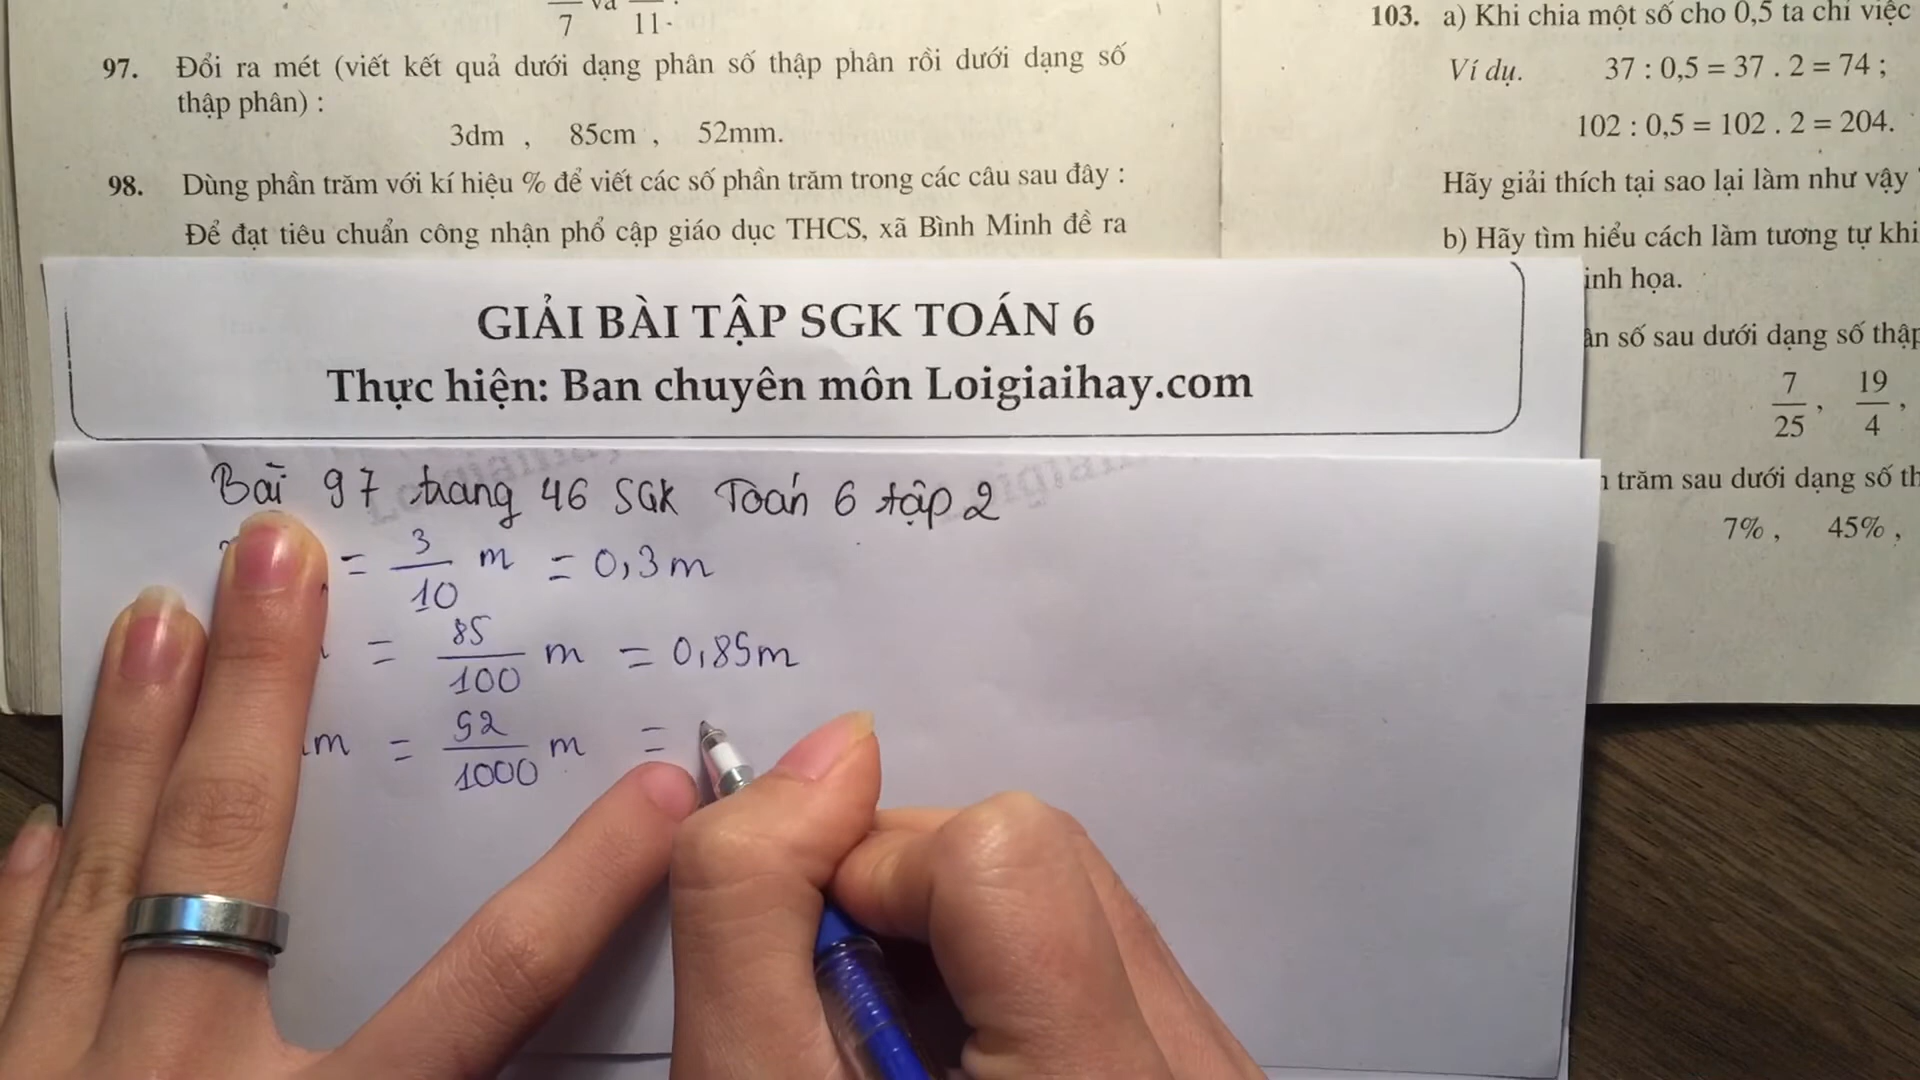 7 và 11.
97. Đổi ra mét (viết kết quả dưới dạng phân số thập phân rồi dưới dạng số
thập phân) :
3dm , 85cm , 52mm.
98. Dùng phần trăm với kí hiệu % để viết các số phần trăm trong các câu sau đây :
Để đạt tiêu chuẩn công nhận phổ cập giáo dục THCS, xã Bình Minh đề ra
103. a) Khi chia một số cho 0,5 ta chỉ việc
Ví dụ. 37 : 0,5 = 37 . 2 = 74 ;
102 : 0,5 = 102 . 2 = 204.
Hãy giải thích tại sao lại làm như vậy
b) Hãy tìm hiểu cách làm tương tự khi
inh họa.
ân số sau dưới dạng số thập
7/25 , 19/4 ,
trăm sau dưới dạng số th
7% , 45% ,
GIẢI BÀI TẬP SGK TOÁN 6
Thực hiện: Ban chuyên môn Loigiaihay.com
Bài 97 trang 46 SGK Toán 6 tập 2
= 3/10 m = 0,3m
= 85/100 m = 0,85m
m = 52/1000 m =